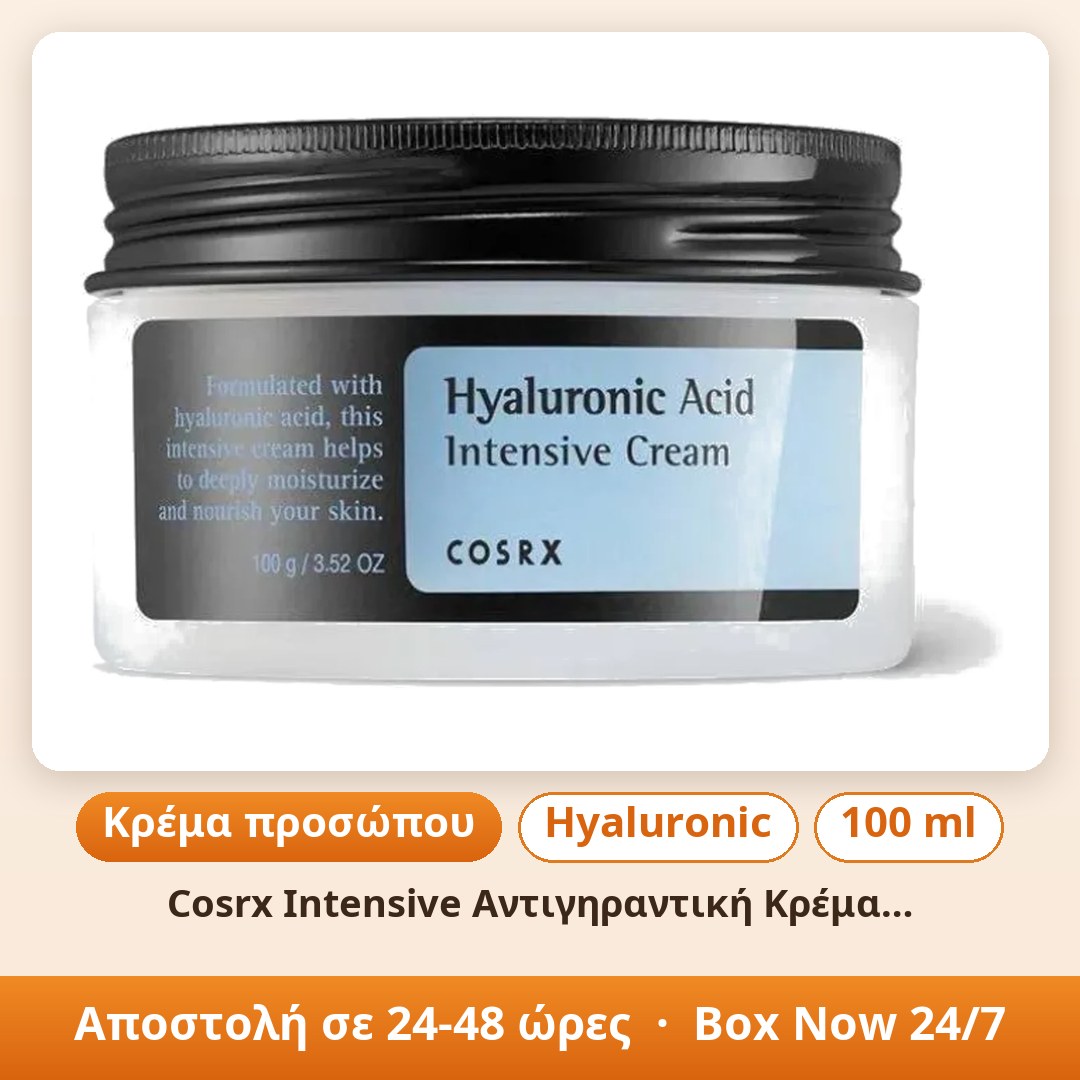 Formulated with
hyaluronic acid, this
intensive cream helps
to deeply moisturize
and nourish your skin.
100 g / 3.52 OZ
Hyaluronic Acid
Intensive Cream
COSRX
Κρέμα προσώπου
Hyaluronic
100 ml
Cosrx Intensive Αντιγηραντική Κρέμα...
Αποστολή σε 24-48 ώρες · Box Now 24/7